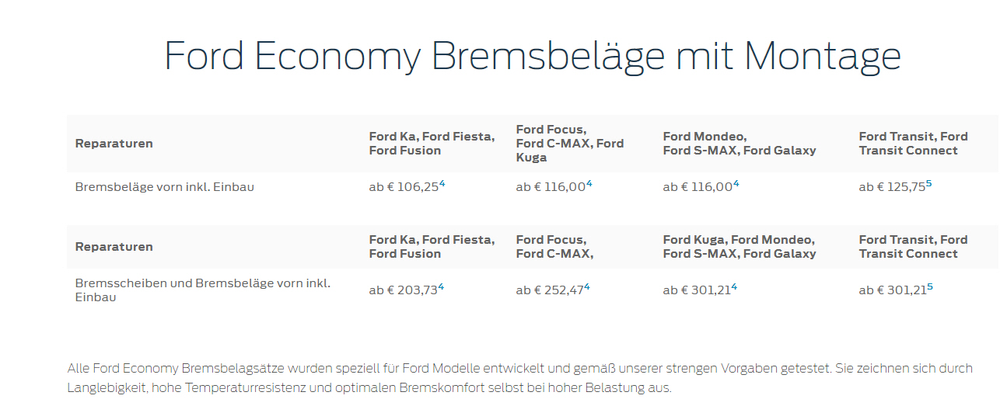 Ford Economy Bremsbeläge mit Montage
Reparaturen
Ford Ka, Ford Fiesta,
Ford Fusion
Ford Focus,
Ford C-MAX, Ford
Kuga
Ford Mondeo,
Ford S-MAX, Ford Galaxy
Ford Transit, Ford
Transit Connect
Bremsbeläge vorn inkl. Einbau
ab € 106,25⁴
ab € 116,00⁴
ab € 116,00⁴
ab € 125,75⁵
Reparaturen
Ford Ka, Ford Fiesta,
Ford Fusion
Ford Focus,
Ford C-MAX,
Ford Kuga, Ford Mondeo,
Ford S-MAX, Ford Galaxy
Ford Transit, Ford
Transit Connect
Bremsscheiben und Bremsbeläge vorn inkl.
Einbau
ab € 203,73⁴
ab € 252,47⁴
ab € 301,21⁴
ab € 301,21⁵
Alle Ford Economy Bremsbelagsätze wurden speziell für Ford Modelle entwickelt und gemäß unserer strengen Vorgaben getestet. Sie zeichnen sich durch
Langlebigkeit, hohe Temperaturresistenz und optimalen Bremskomfort selbst bei hoher Belastung aus.